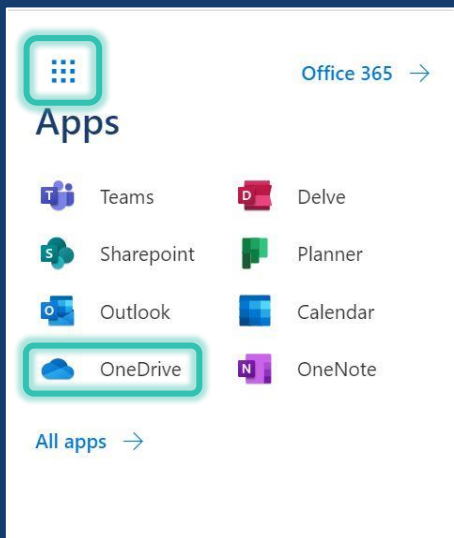 Office 365 →
Apps
Teams
Delve
Sharepoint
Planner
Outlook
Calendar
OneDrive
OneNote
All apps →